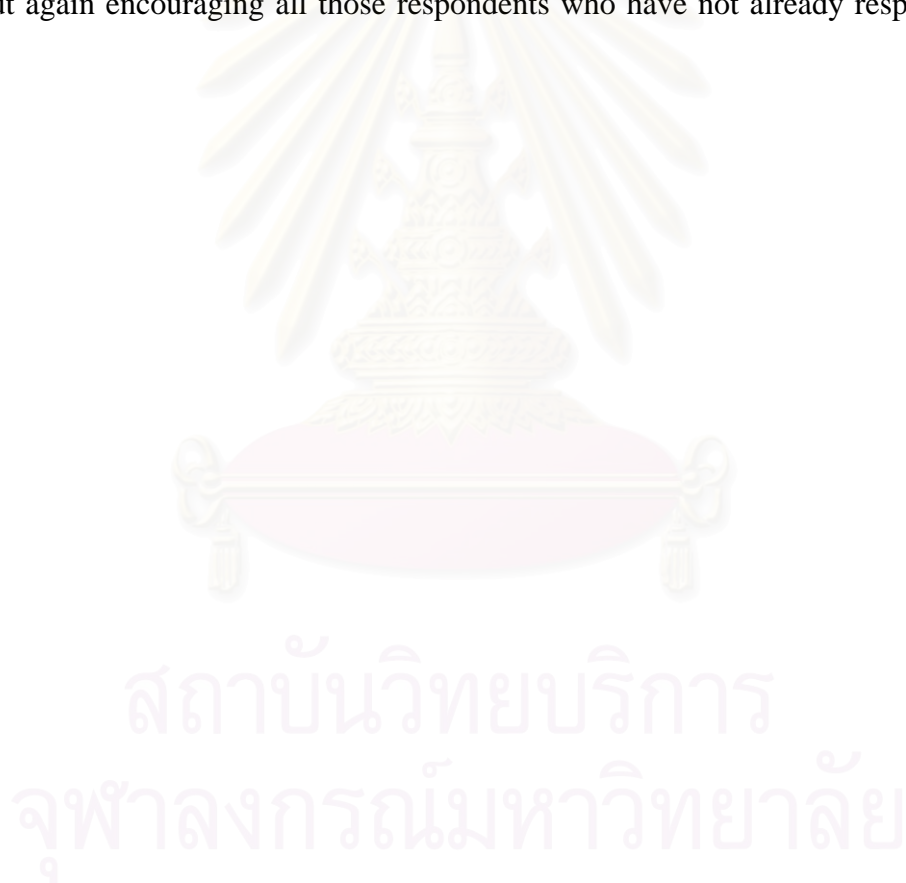 again encouraging all those respondents who have not already
สถาบันวิทยบริการ
จุฬาลงกรณ์มหาวิทยาลัย